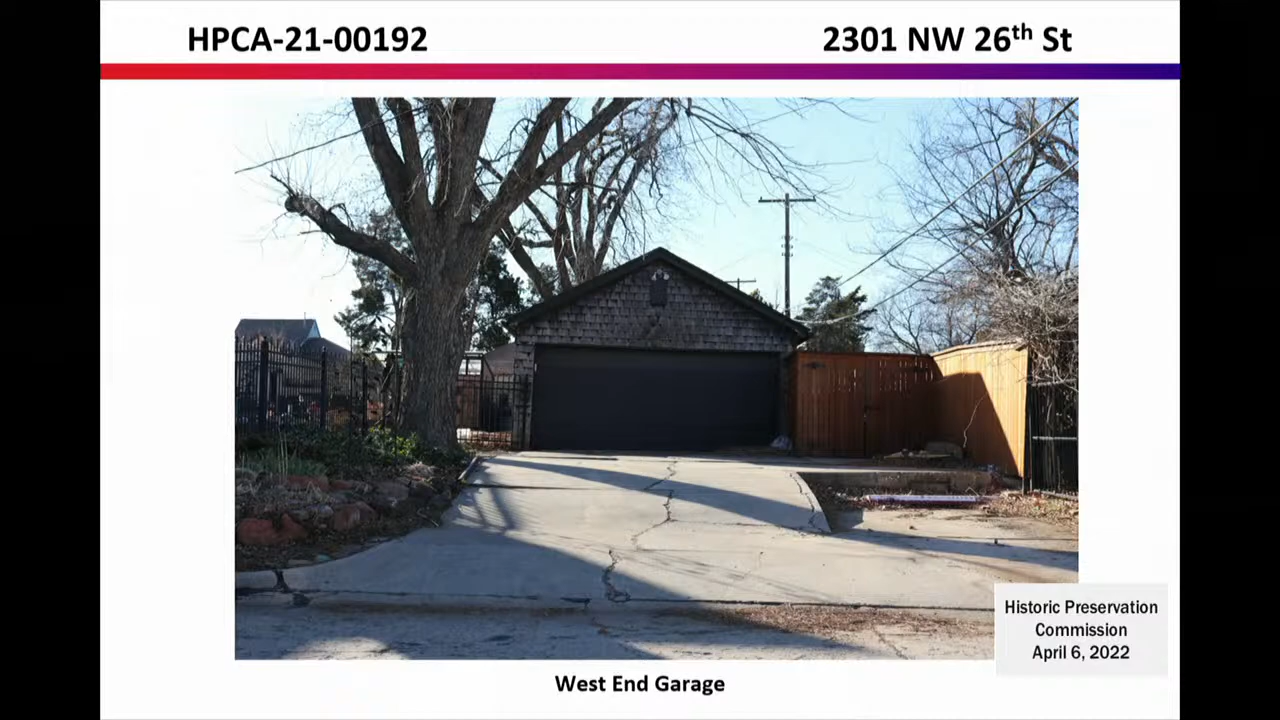 HPCA-21-00192
2301 NW 26th St
Historic Preservation
Commission
April 6, 2022
West End Garage